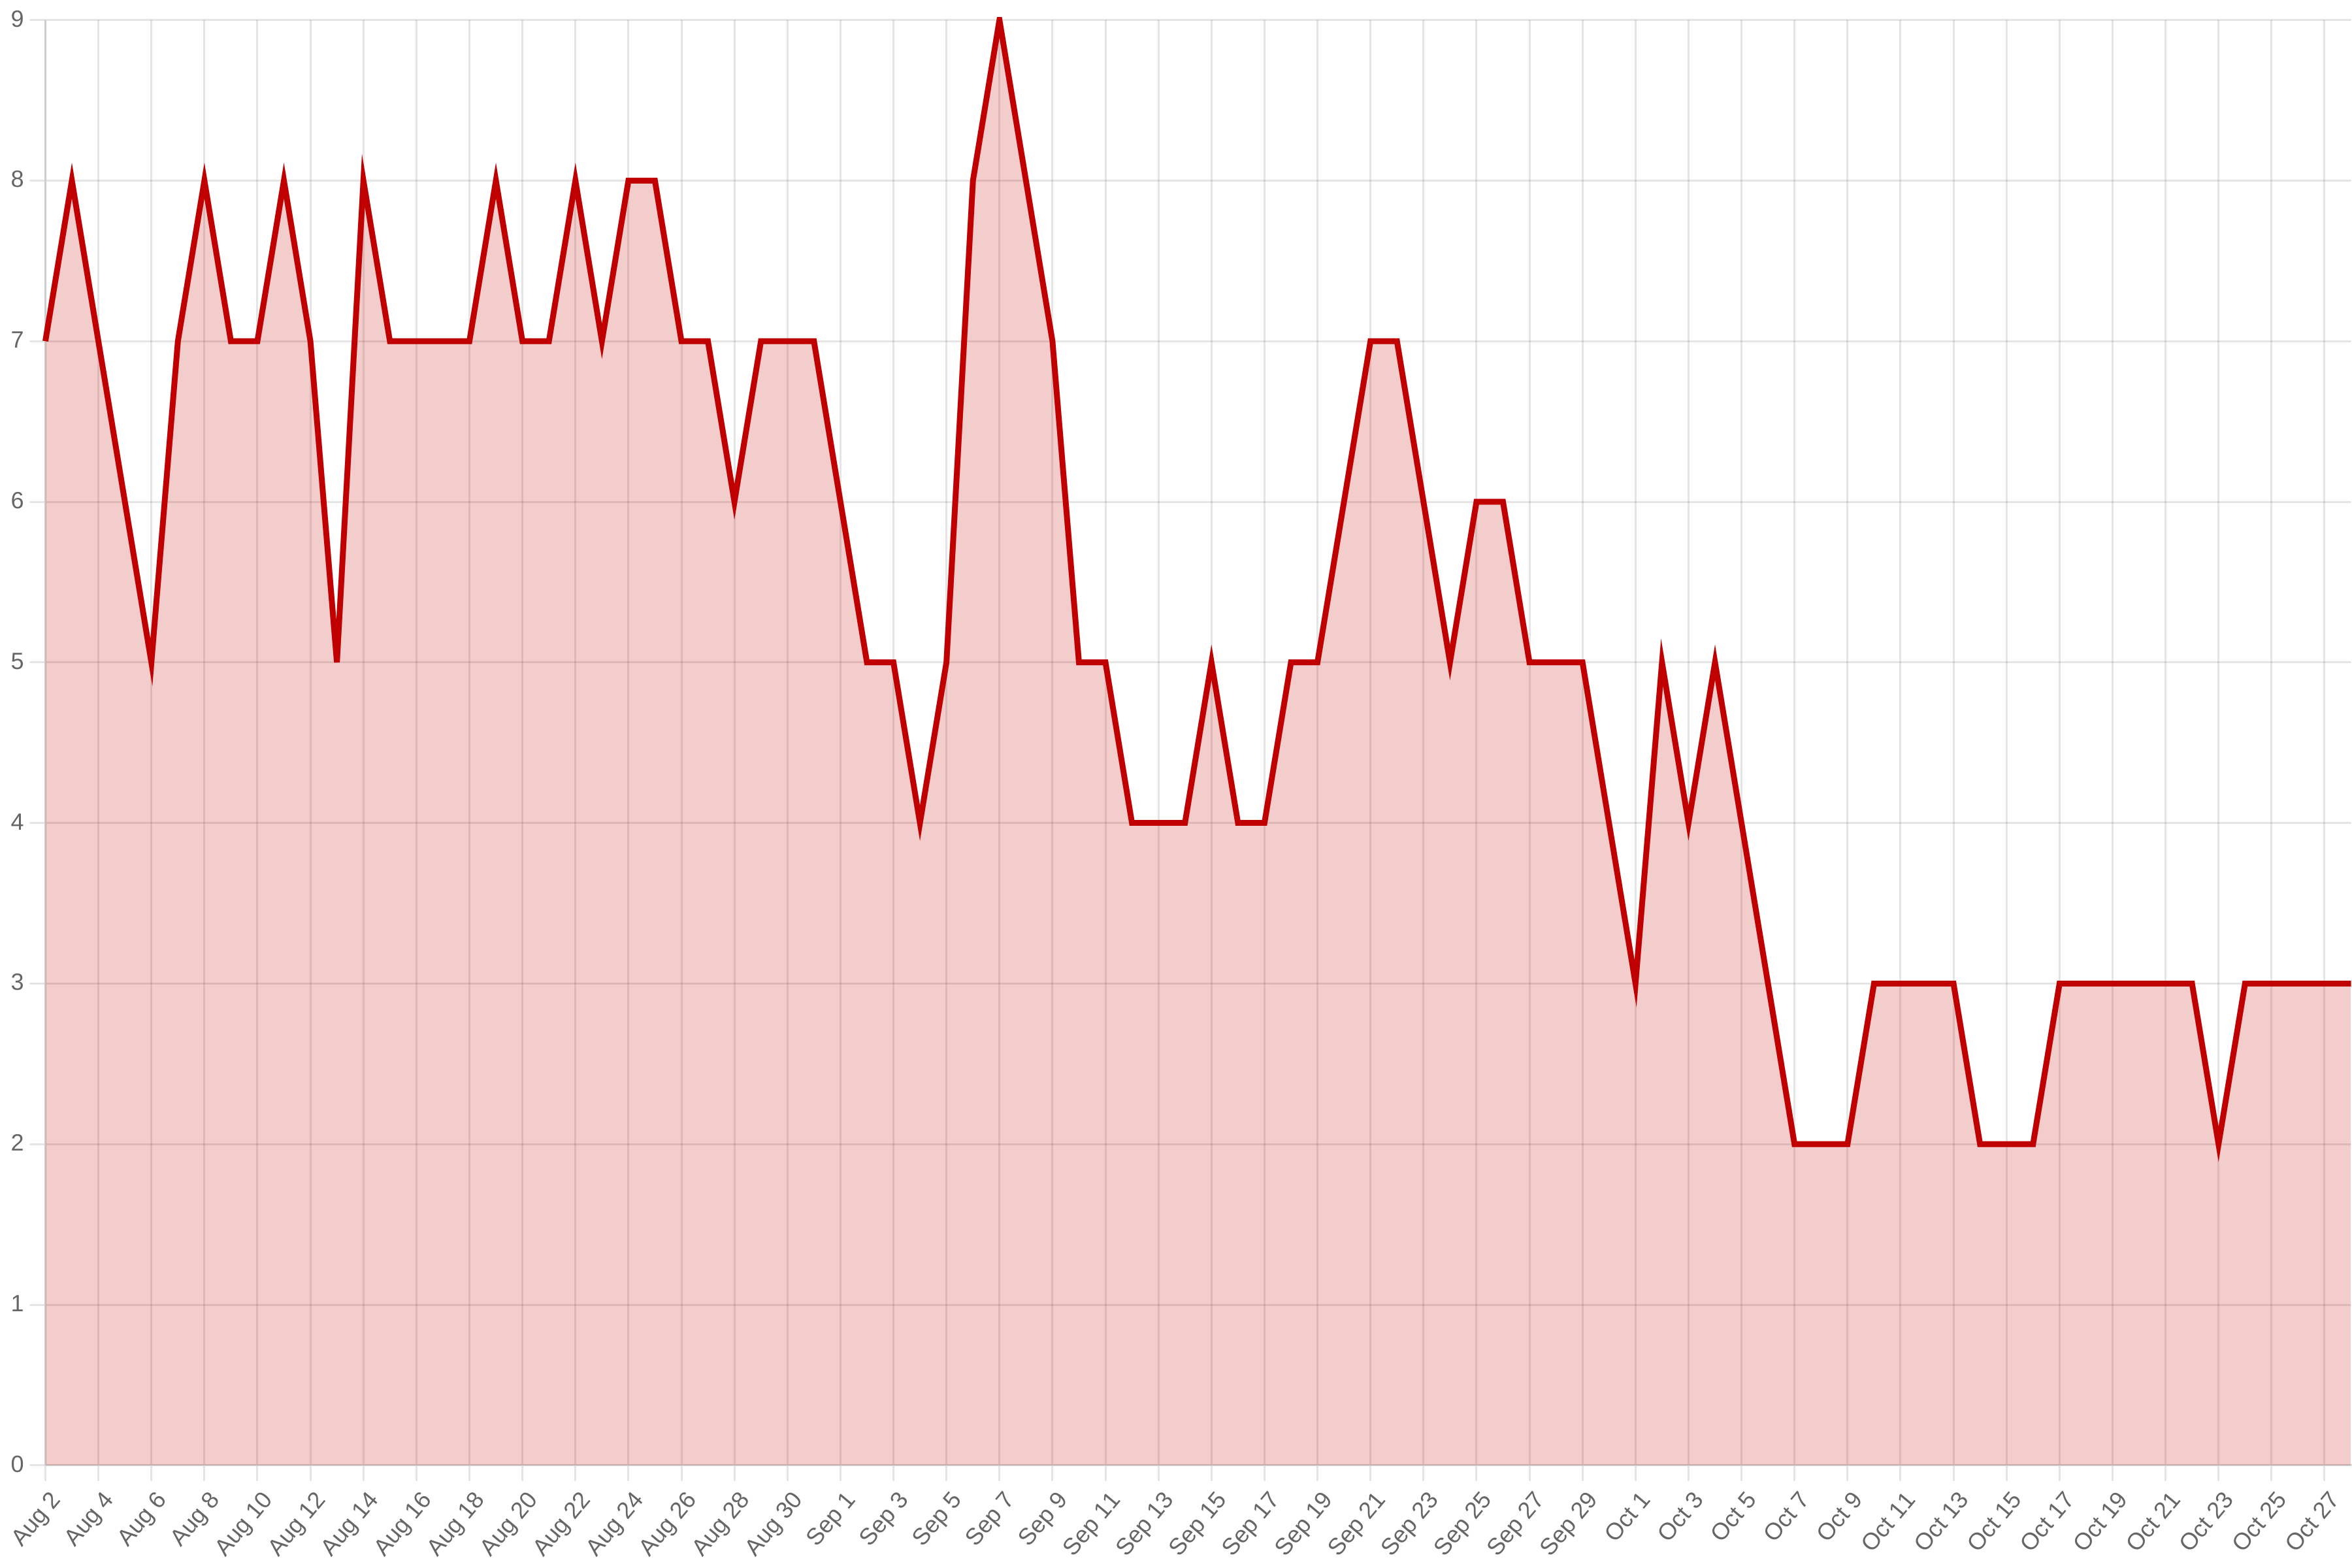 9
8
7
6
5
4
3
2
1
0
Aug 2
Aug 4
Aug 6
Aug 8
Aug 10
Aug 12
Aug 14
Aug 16
Aug 18
Aug 20
Aug 22
Aug 24
Aug 26
Aug 28
Aug 30
Sep 1
Sep 3
Sep 5
Sep 7
Sep 9
Sep 11
Sep 13
Sep 15
Sep 17
Sep 19
Sep 21
Sep 23
Sep 25
Sep 27
Sep 29
Oct 1
Oct 3
Oct 5
Oct 7
Oct 9
Oct 11
Oct 13
Oct 15
Oct 17
Oct 19
Oct 21
Oct 23
Oct 25
Oct 27